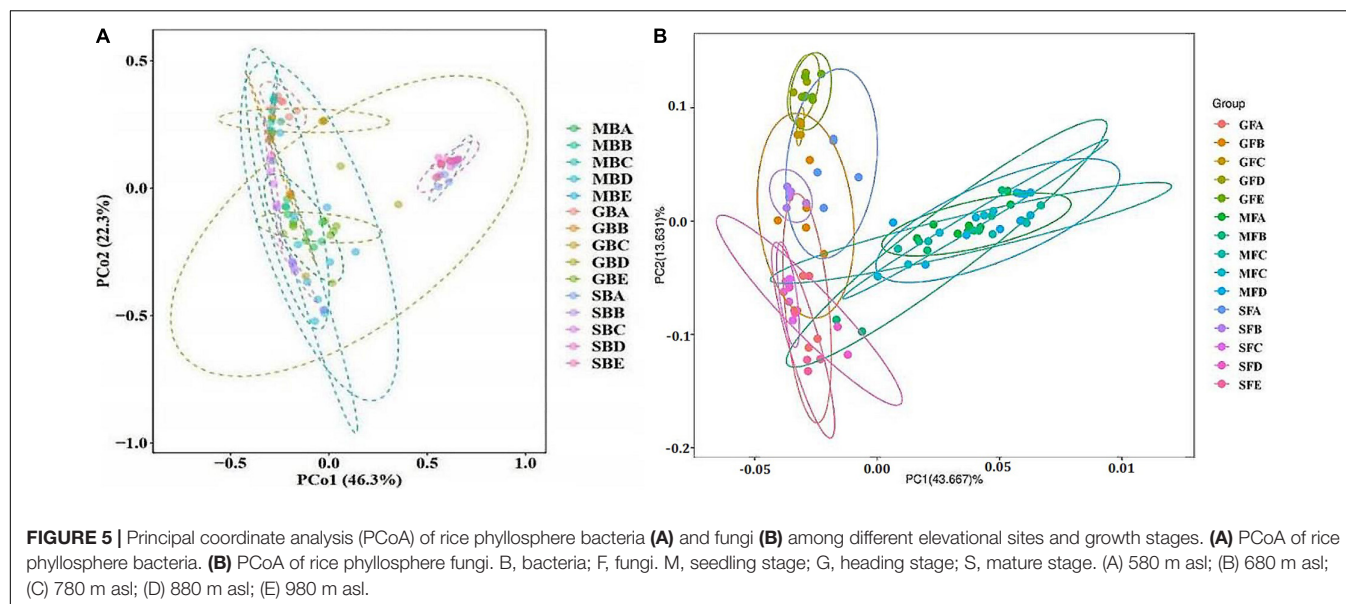 A
0.5
0.0
−0.5
−1.0
PCo2 (22.3%)
−0.5
0.0
0.5
1.0
PCo1 (46.3%)
MBA
MBB
MBC
MBD
MBE
GBA
GBB
GBC
GBD
GBE
SBA
SBB
SBC
SBD
SBE
B
0.1
0.0
-0.1
-0.2
PC2(13.631)%
-0.05
0.00
0.05
0.01
PC1(43.667)%
Group
GFA
GFB
GFC
GFD
GFE
MFA
MFB
MFC
MFC
MFD
SFA
SFB
SFC
SFD
SFE
FIGURE 5 | Principal coordinate analysis (PCoA) of rice phyllosphere bacteria (A) and fungi (B) among different elevational sites and growth stages. (A) PCoA of rice
phyllosphere bacteria. (B) PCoA of rice phyllosphere fungi. B, bacteria; F, fungi. M, seedling stage; G, heading stage; S, mature stage. (A) 580 m asl; (B) 680 m asl;
(C) 780 m asl; (D) 880 m asl; (E) 980 m asl.